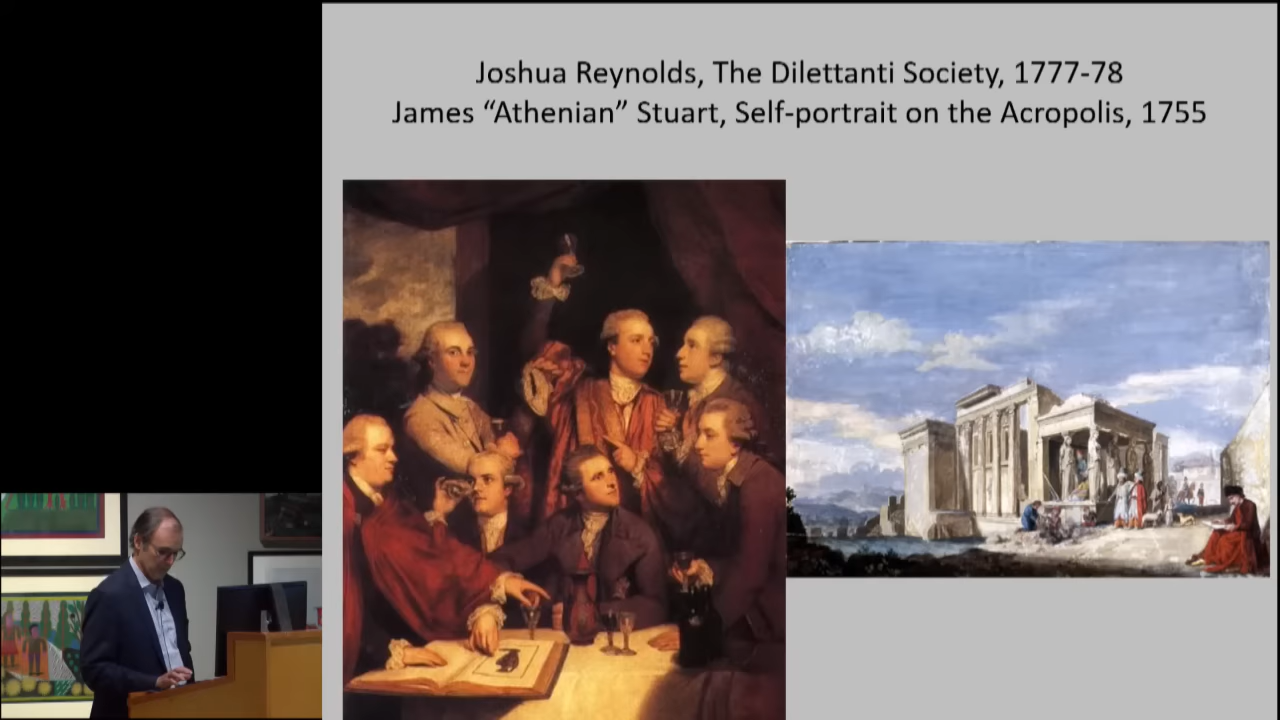 Joshua Reynolds, The Dilettanti Society, 1777-78
James “Athenian” Stuart, Self-portrait on the Acropolis, 1755